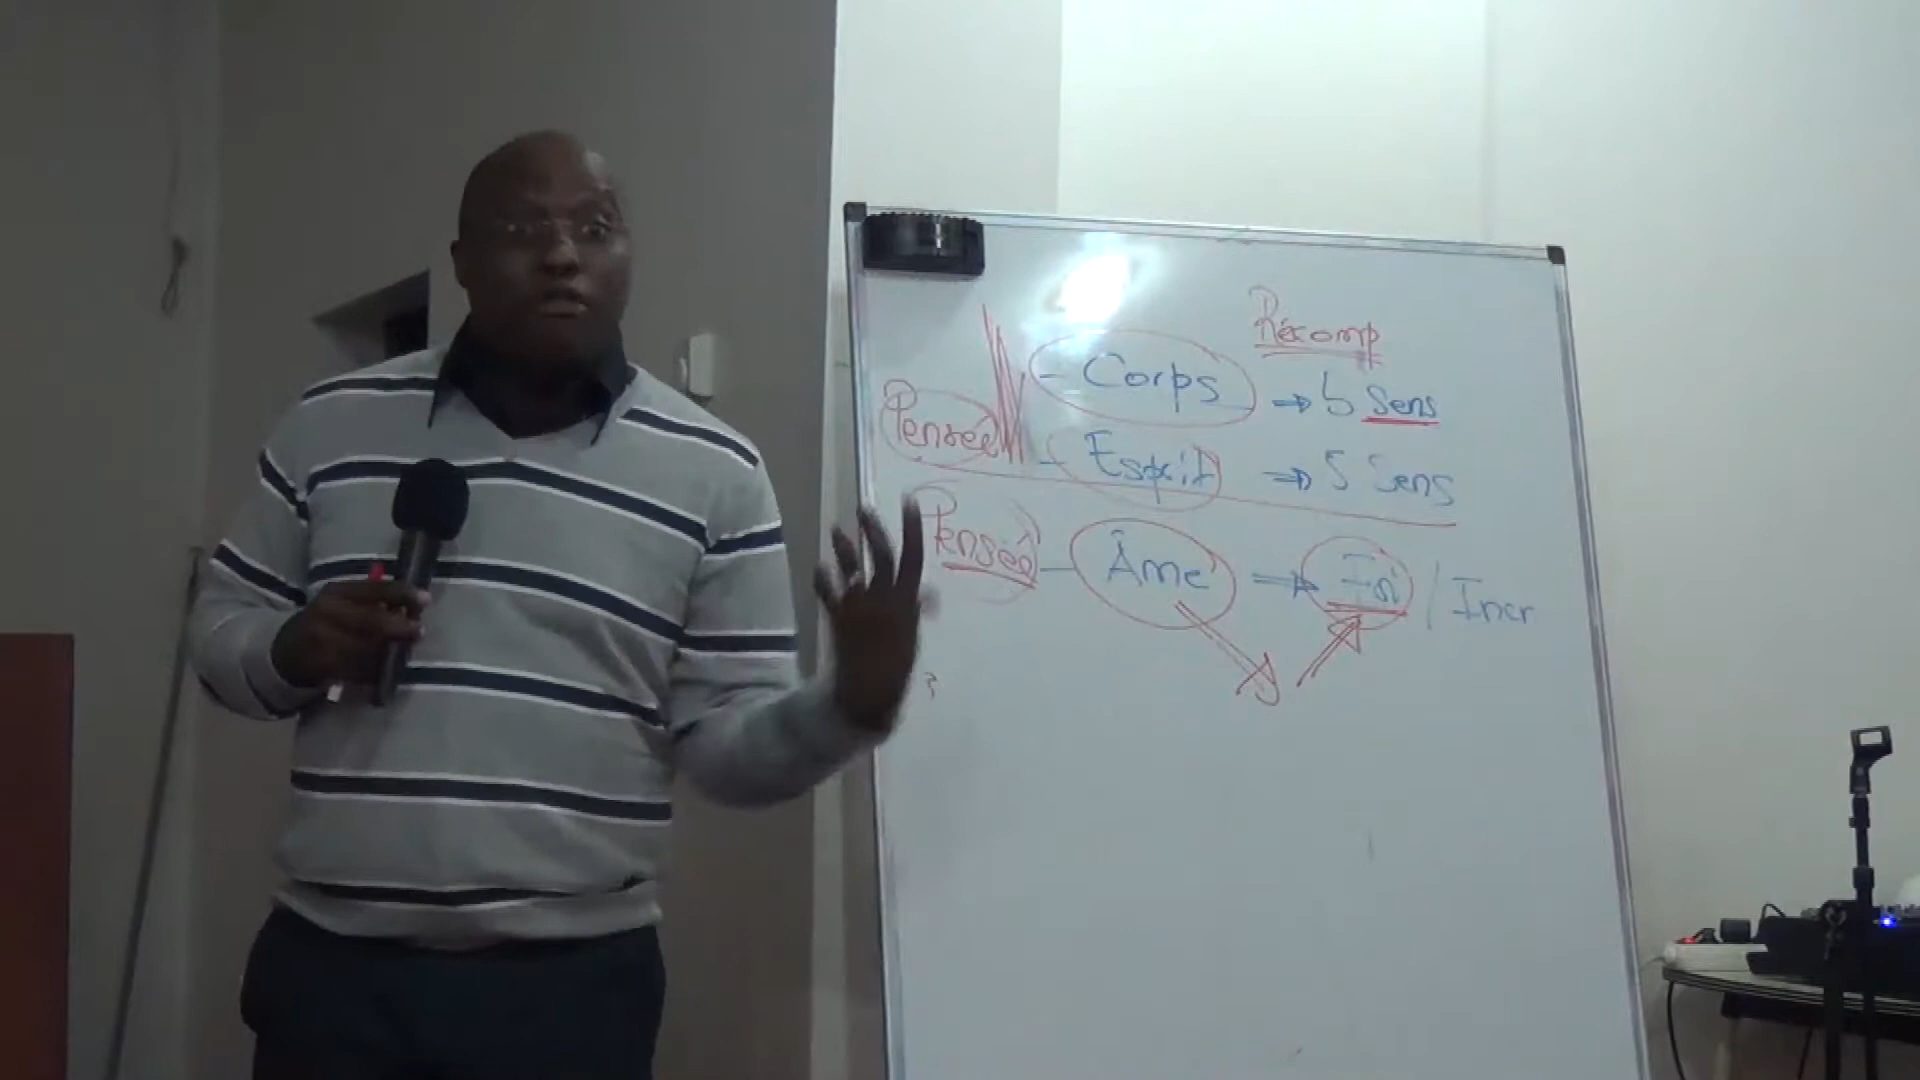 Récomp
- Corps ⇒ 5 Sens
Pensée
- Esprit ⇒ 5 Sens
Pensée - Âme ⇒ Foi / Incr